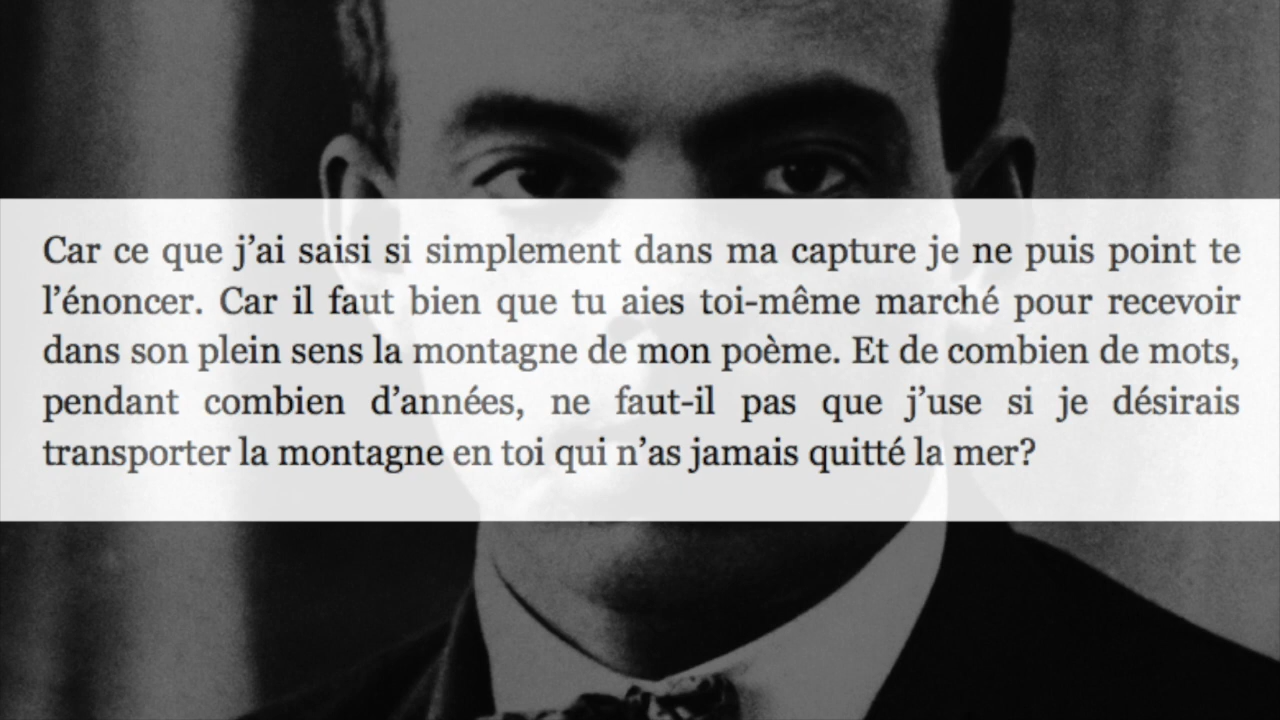 Car ce que j’ai saisi si simplement dans ma capture je ne puis point te
l’énoncer. Car il faut bien que tu aies toi-même marché pour recevoir
dans son plein sens la montagne de mon poème. Et de combien de mots,
pendant combien d’années, ne faut-il pas que j’use si je désirais
transporter la montagne en toi qui n’as jamais quitté la mer?